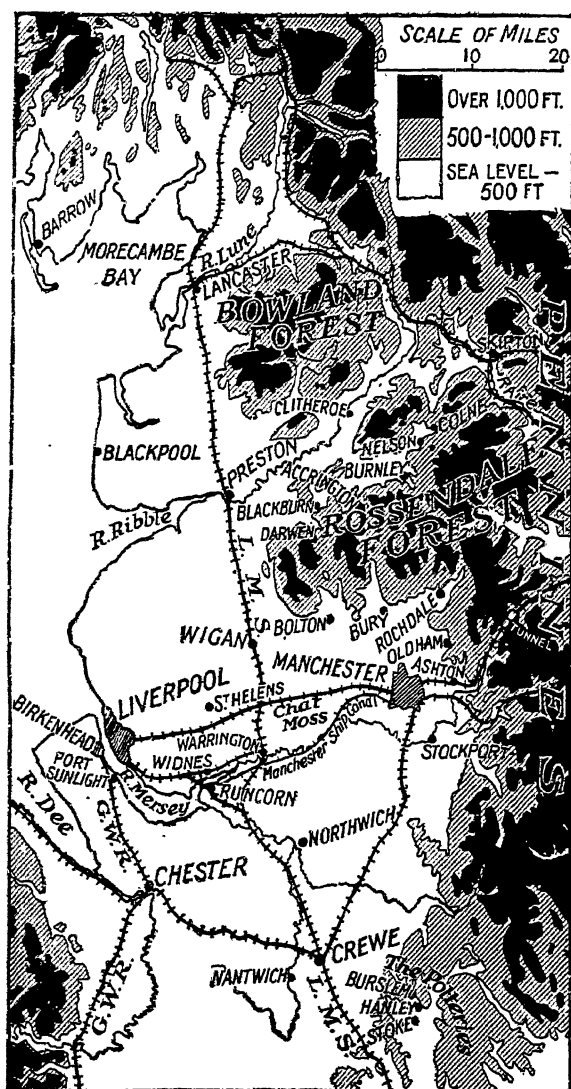 SCALE OF MILES
0 10 20
OVER 1,000 FT.
500-1,000 FT.
SEA LEVEL –
500 FT
BARROW
MORECAMBE
BAY
R. Lune
LANCASTER
BOWLAND
FOREST
SKIPTON
PENNINES
CLITHEROE
COLNE
NELSON
BLACKPOOL
PRESTON
ACCRINGTON
BURNLEY
BLACKBURN
R. Ribble
DARWEN
ROSSENDALE
FOREST
L. M. S.
BOLTON
BURY
ROCHDALE
WIGAN
OLDHAM
TUNNEL
MANCHESTER
ASHTON
LIVERPOOL
ST HELENS
Chat
Moss
BIRKENHEAD
WARRINGTON
Manchester Ship Canal
STOCKPORT
PORT
SUNLIGHT
WIDNES
R. Mersey
RUNCORN
R. Dee
G.W.R.
NORTHWICH
CHESTER
CREWE
NANTWICH
The Potteries
BURSLEM
HANLEY
STOKE
G.W.R.
L. M. S.